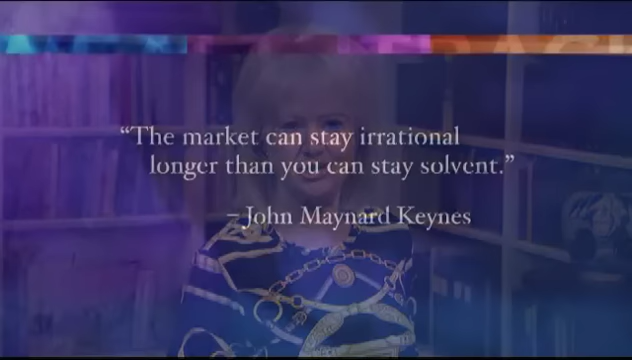 “The market can stay irrational
longer than you can stay solvent.”
– John Maynard Keynes